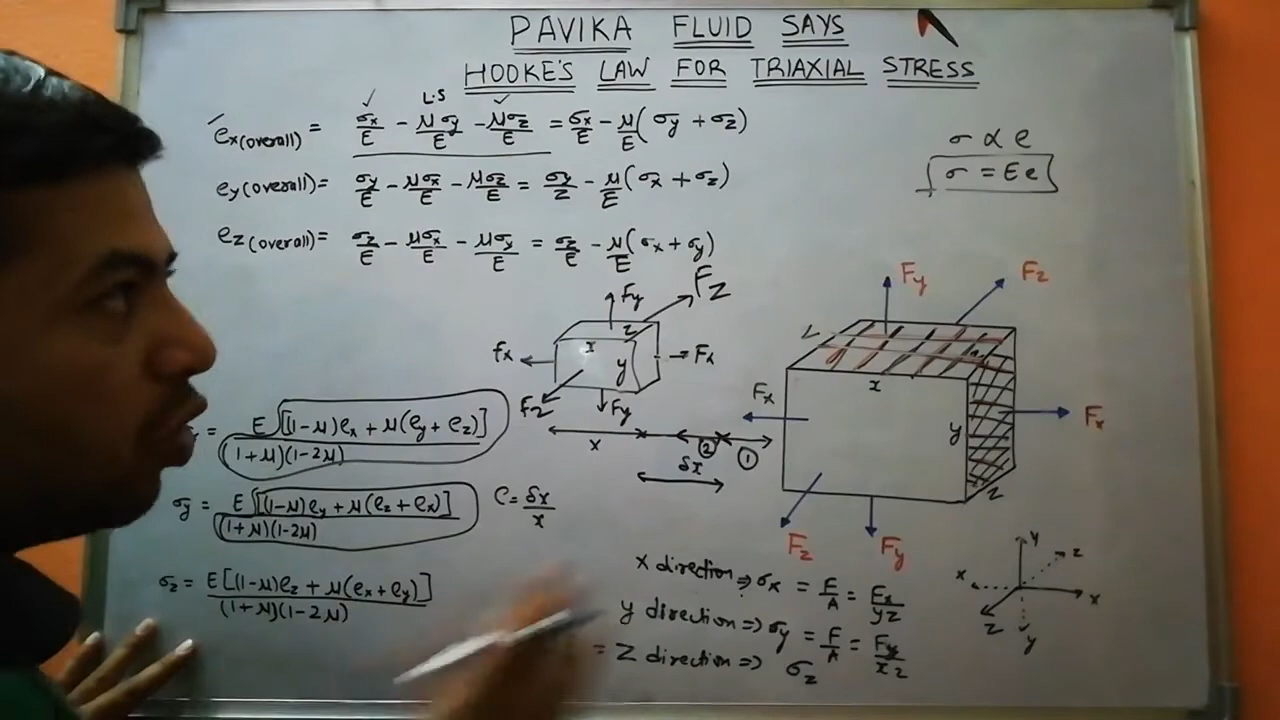 PAVIKA FLUID SAYS
HOOKE'S LAW FOR TRIAXIAL STRESS
L.S
ex(overall) = σx/E - μσy/E - μσz/E = σx/E - μ/E(σy + σz)
ey(overall)= σy/E - μσx/E - μσz/E = σy/Z - μ/E(σx + σz)
ez(overall)= σz/E - μσx/E - μσy/E = σz/E - μ/E(σx + σy)
σ α e
σ = Ee
Fy
Fz
z
x
y
fx
Fx
Fz
Fy
x
② ①
δx
Fy
Fz
x
y
z
Fx
Fx
Fz
Fy
= E[(1-μ)ex + μ(ey + ez)]/(1+μ)(1-2μ)
σy = E[(1-μ)ey + μ(ez + ex)]/(1+μ)(1-2μ)
e = δx/x
σz = E[(1-μ)ez + μ(ex + ey)]/(1+μ)(1-2μ)
x direction ⇒ σx = F/A = Fx/yz
y direction ⇒ σy = F/A = Fy/xz
= Z direction ⇒ σz
y
z
x
x
z
y